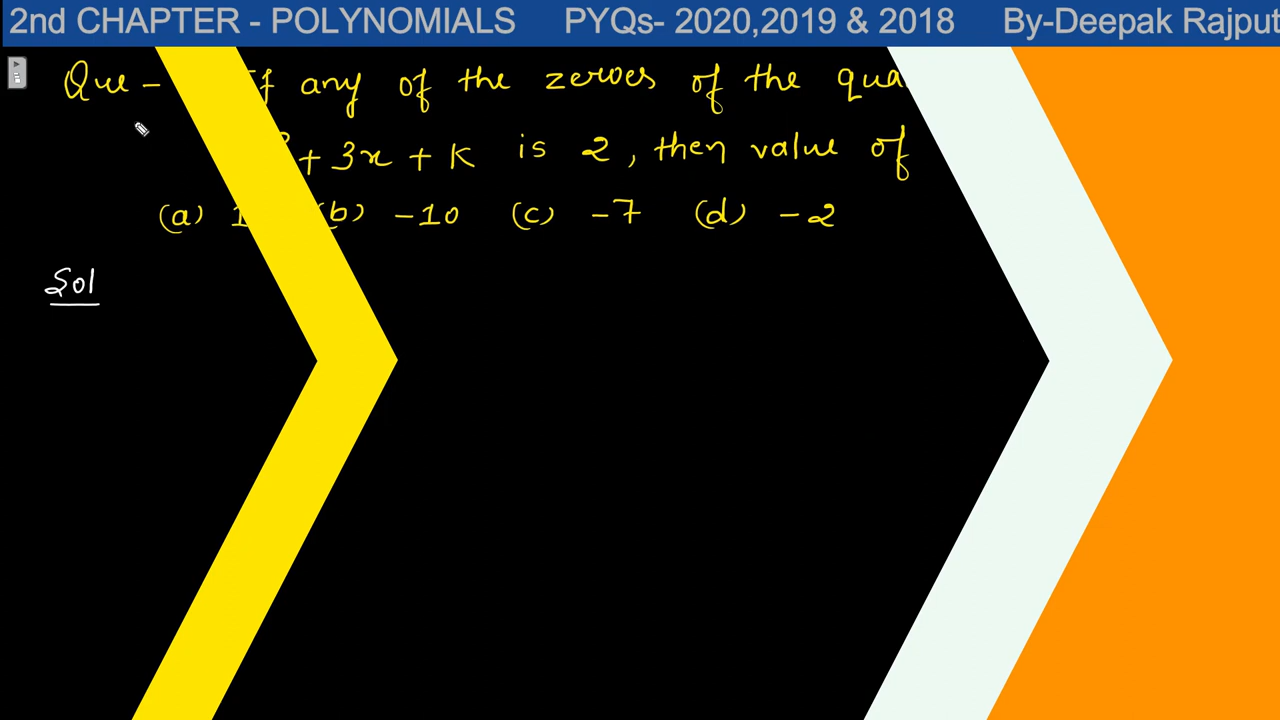 2nd CHAPTER - POLYNOMIALS PYQs- 2020,2019 & 2018 By-Deepak Rajput
Que - any of the zeroes of the
+ 3x + K is 2, then value of
(a) (b) -10 (c) -7 (d) -2
Sol